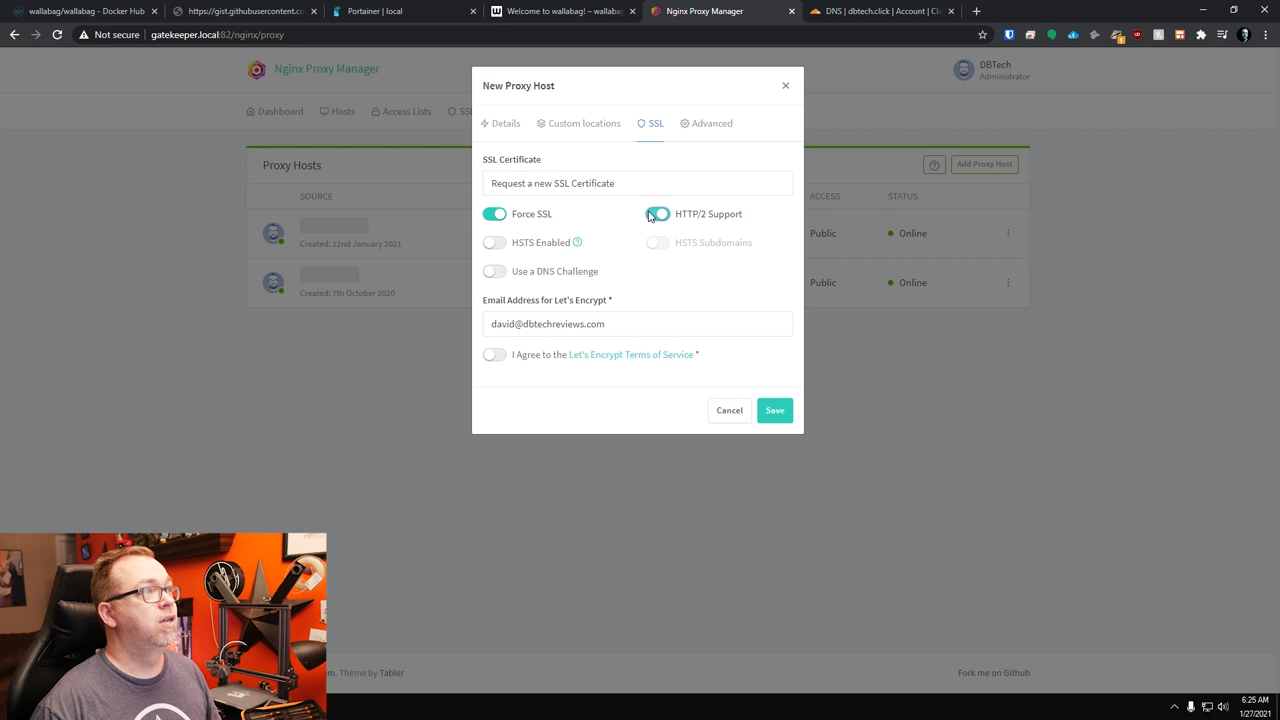 wallabag/wallabag - Docker Hub
https://gist.githubusercontent.co
Portainer | local
Welcome to wallabag! – wallaba
Nginx Proxy Manager
DNS | dbtech.click | Account | Clo
Not secure | gatekeeper.local:82/nginx/proxy
Nginx Proxy Manager
DBTech
Administrator
Dashboard
Hosts
Access Lists
SS
Proxy Hosts
Add Proxy Host
SOURCE
ACCESS
STATUS
Created: 22nd January 2021
Public
Online
Created: 7th October 2020
Public
Online
New Proxy Host
Details
Custom locations
SSL
Advanced
SSL Certificate
Request a new SSL Certificate
Force SSL
HTTP/2 Support
HSTS Enabled
HSTS Subdomains
Use a DNS Challenge
Email Address for Let's Encrypt *
david@dbtechreviews.com
I Agree to the Let's Encrypt Terms of Service *
Cancel
Save
om. Theme by Tabler
Fork me on Github
6:25 AM
1/27/2021